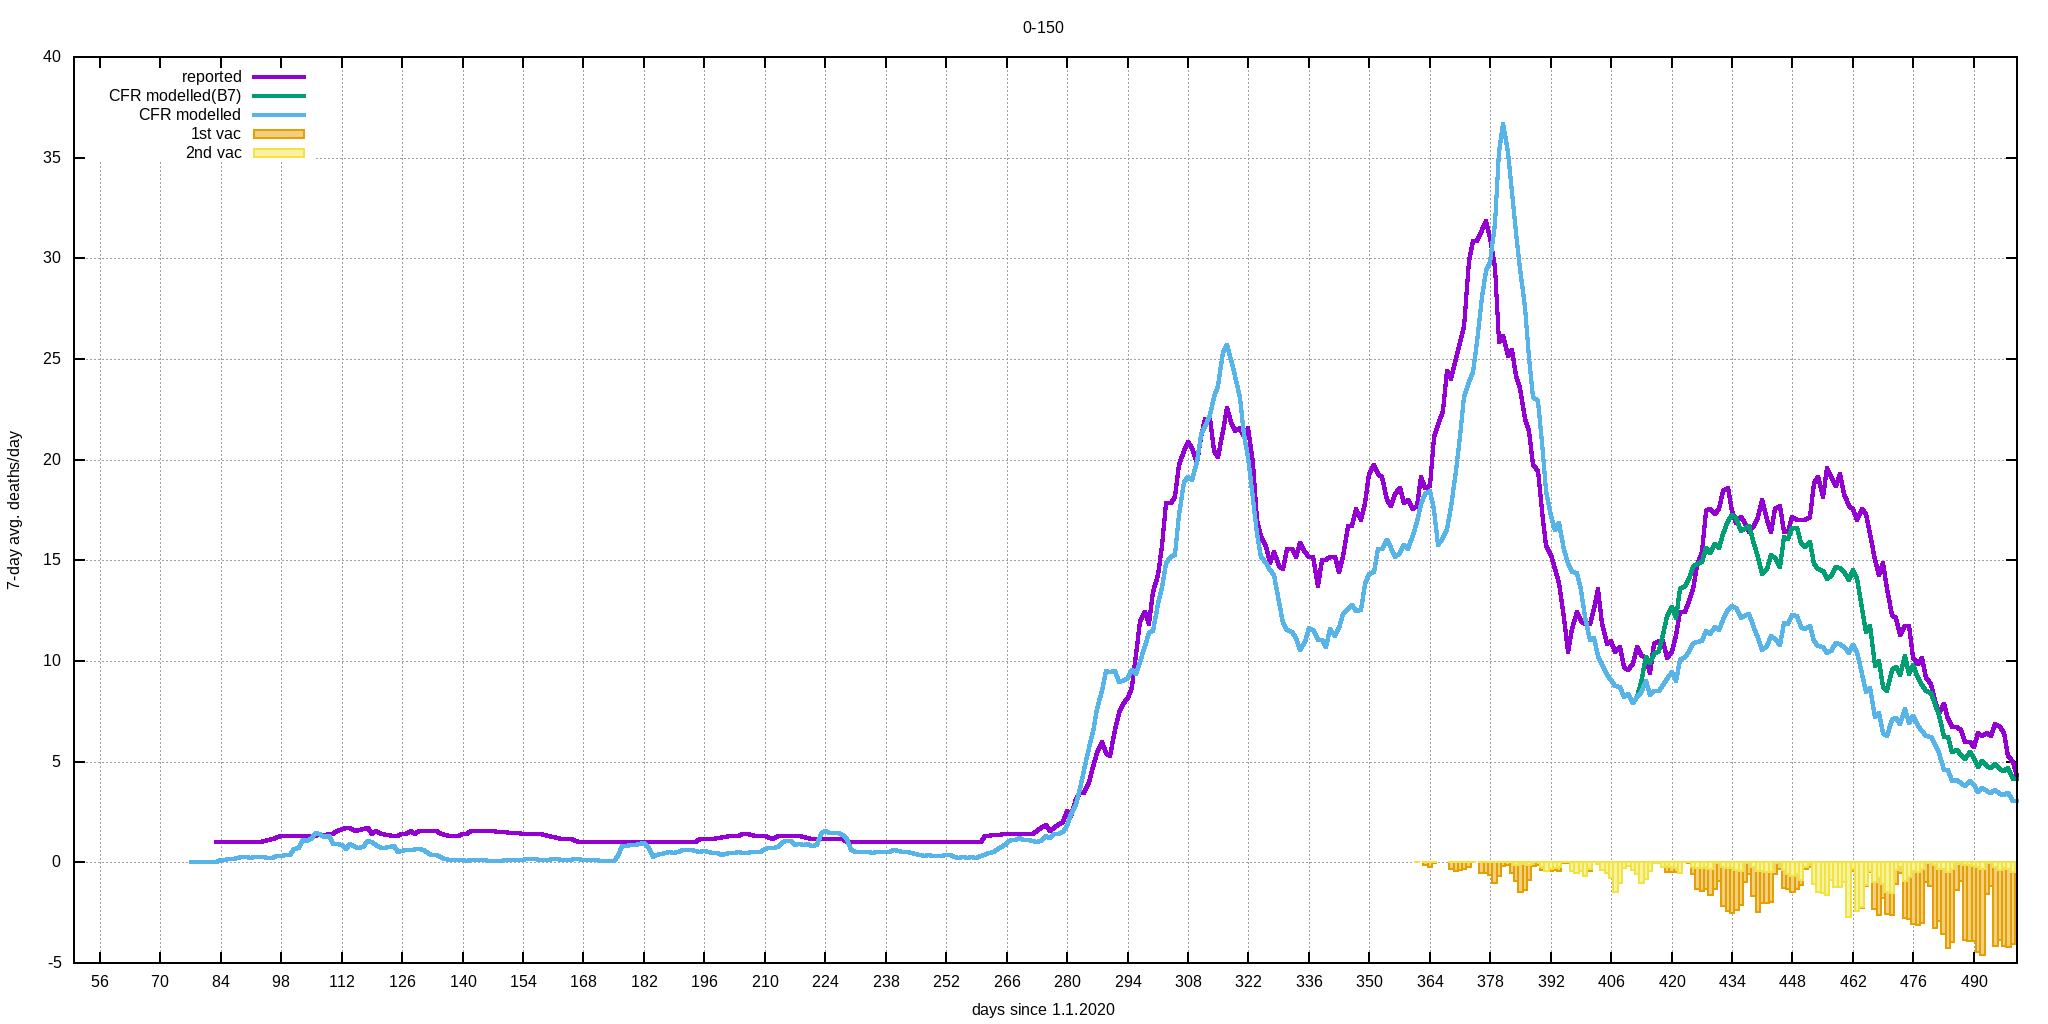 0-150
reported
CFR modelled(B7)
CFR modelled
1st vac
2nd vac
40
35
30
25
20
15
10
5
0
-5
7-day avg. deaths/day
56 70 84 98 112 126 140 154 168 182 196 210 224 238 252 266 280 294 308 322 336 350 364 378 392 406 420 434 448 462 476 490
days since 1.1.2020